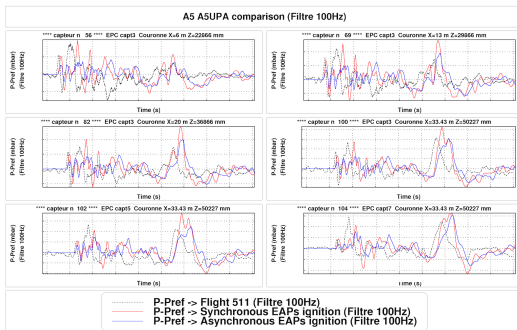 A5 A5UPA comparison (Filtre 100Hz)
**** capteur n 56 **** EPC capt3 Couronne X=6 m Z=22866 mm
**** capteur n 69 **** EPC capt3 Couronne X=13 m Z=29866 mm
P-Pref (mbar)
(Filtre 100Hz)
P-Pref (mbar)
(Filtre 100Hz)
Time (s)
Time (s)
**** capteur n 82 **** EPC capt3 Couronne X=20 m Z=36866 mm
**** capteur n 100 **** EPC capt3 Couronne X=33.43 m Z=50227 mm
P-Pref (mbar)
(Filtre 100Hz)
P-Pref (mbar)
(Filtre 100Hz)
Time (s)
Time (s)
**** capteur n 102 **** EPC capt5 Couronne X=33.43 m Z=50227 mm
**** capteur n 104 **** EPC capt7 Couronne X=33.43 m Z=50227 mm
P-Pref (mbar)
(Filtre 100Hz)
P-Pref (mbar)
(Filtre 100Hz)
Time (s)
Time (s)
P-Pref -> Flight 511 (Filtre 100Hz)
P-Pref -> Synchronous EAPs ignition (Filtre 100Hz)
P-Pref -> Asynchronous EAPs ignition (Filtre 100Hz)